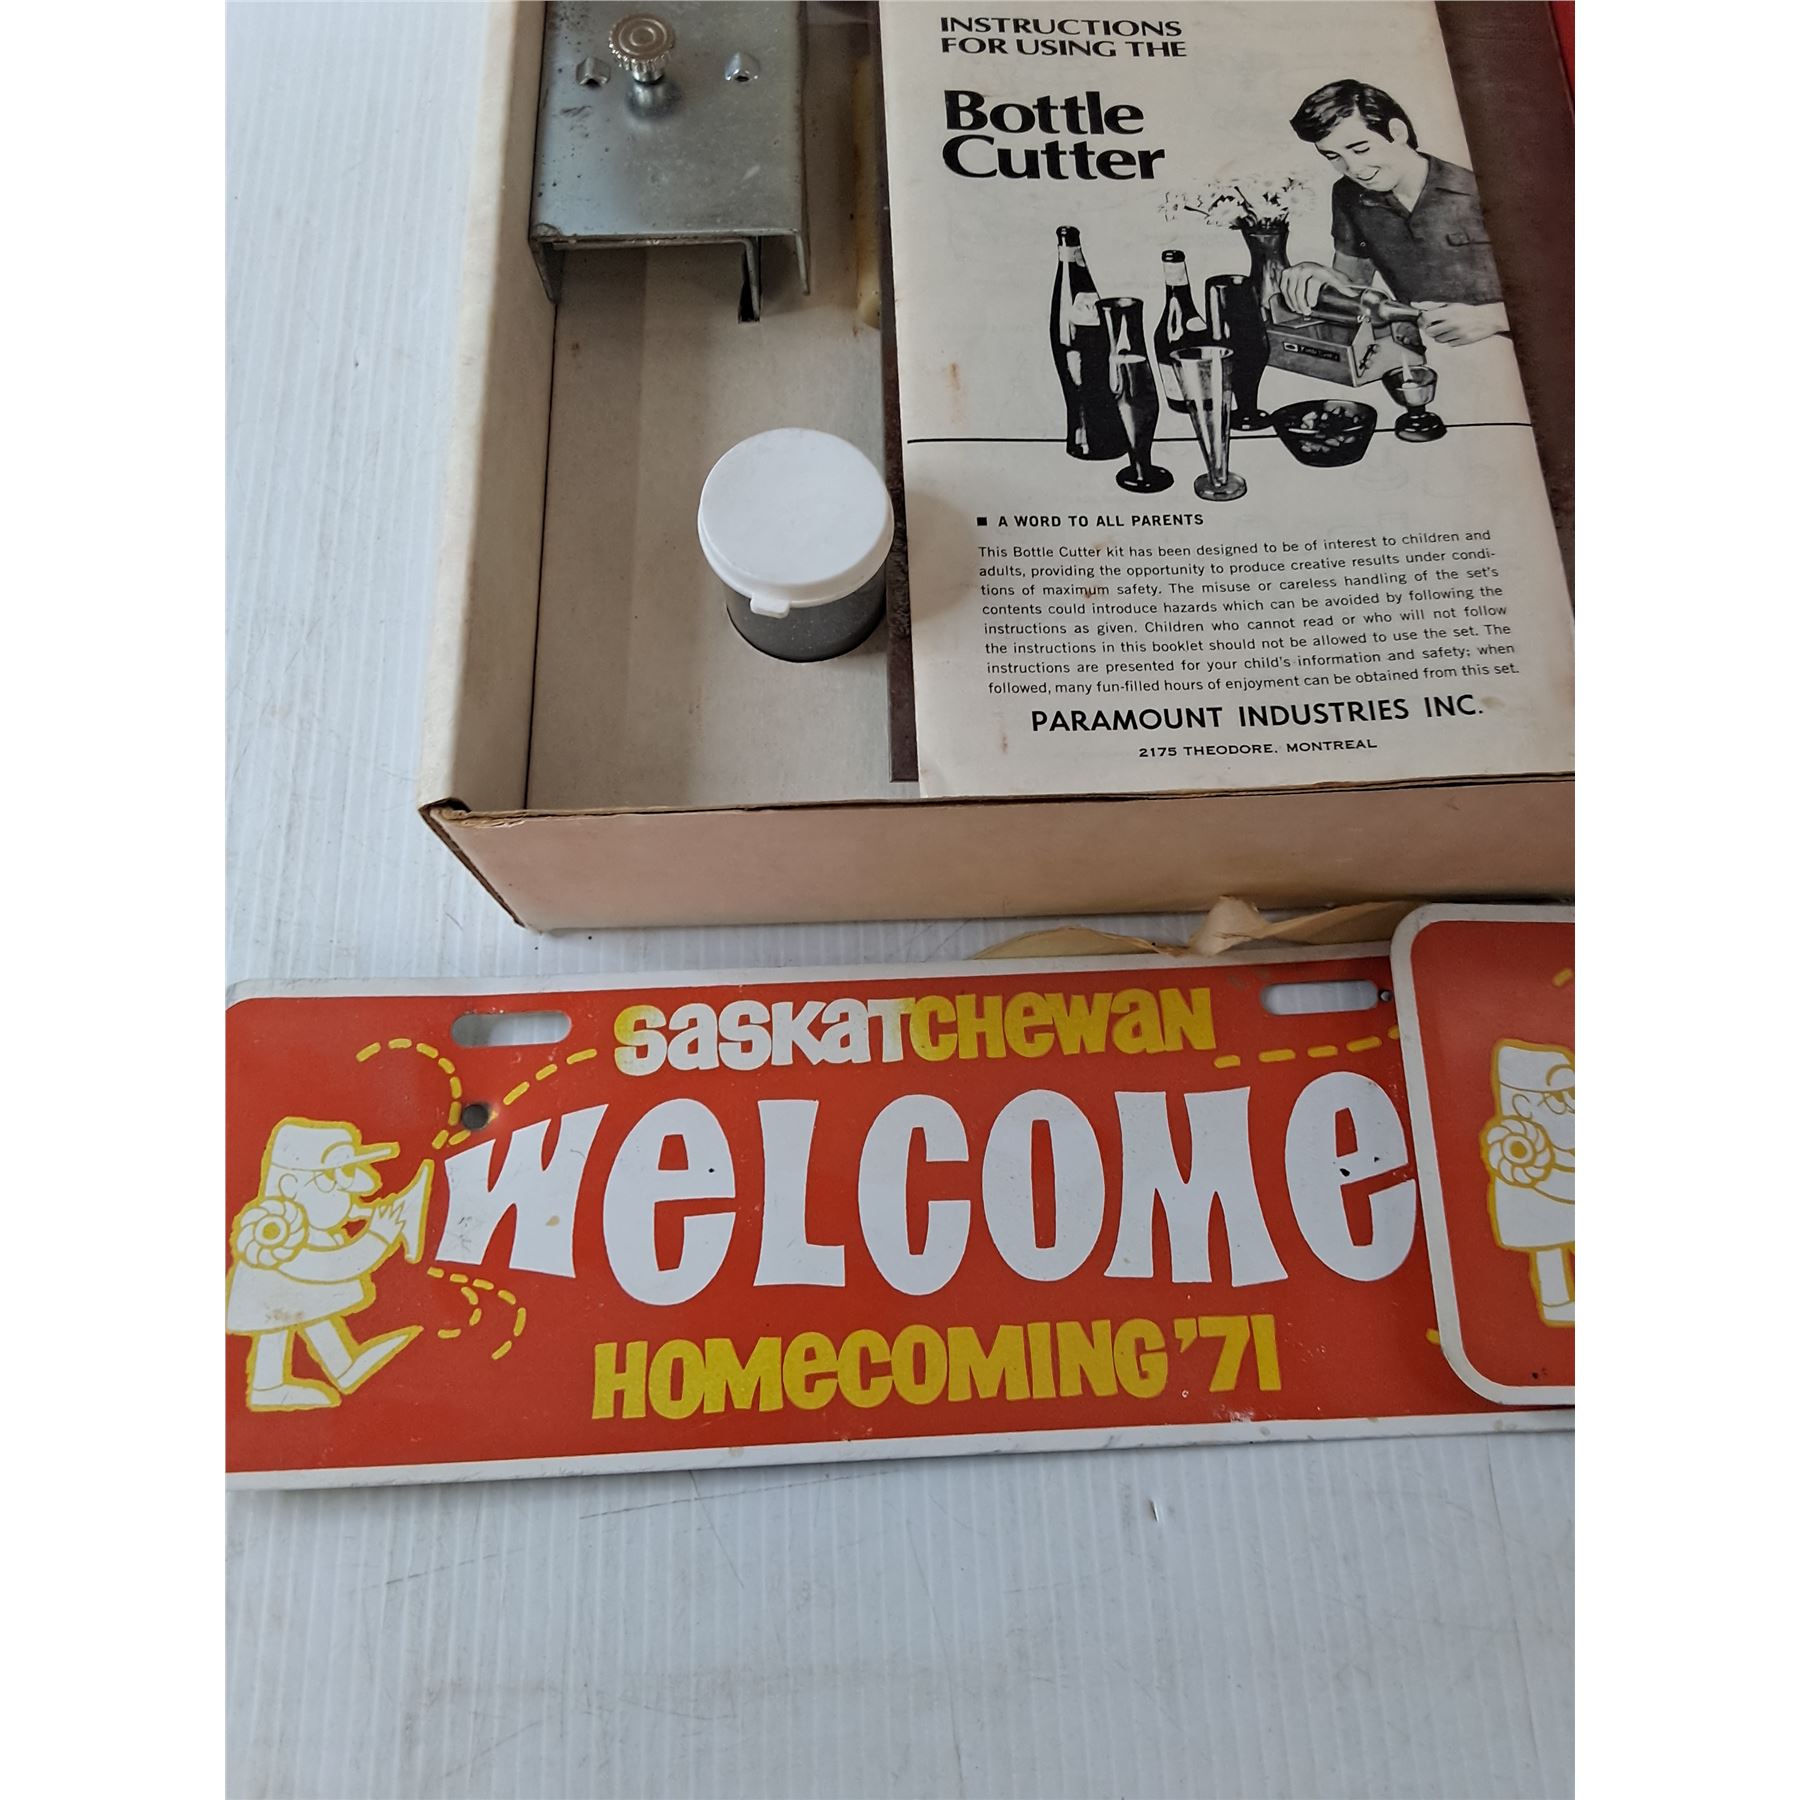 INSTRUCTIONS
FOR USING THE
Bottle
Cutter
■ A WORD TO ALL PARENTS
This Bottle Cutter kit has been designed to be of interest to children and
adults, providing the opportunity to produce creative results under condi-
tions of maximum safety. The misuse or careless handling of the set's
contents could introduce hazards which can be avoided by following the
instructions as given. Children who cannot read or who will not follow
the instructions in this booklet should not be allowed to use the set. The
instructions are presented for your child's information and safety; when
followed, many fun-filled hours of enjoyment can be obtained from this set.
PARAMOUNT INDUSTRIES INC.
2175 THEODORE, MONTREAL
SaSKaTCHeWaN
WeLCOMe
HOMeCOMING '71